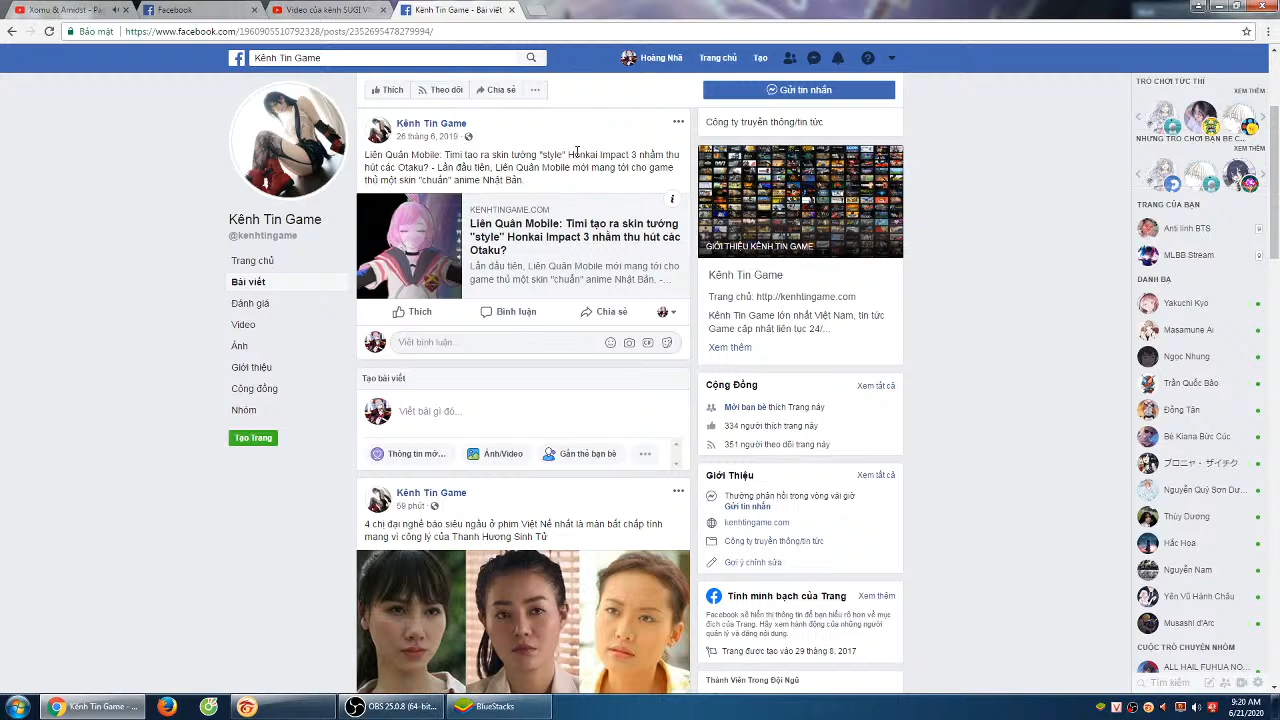 Xomu & Amidst - Pa
Facebook
Video của kênh SUGI V
Kênh Tin Game - Bài viết
Bảo mật
https://www.facebook.com/1960905510792328/posts/2352695478279994/
Kênh Tin Game
Hoàng Nhã
Trang chủ
Tạo
Thích
Theo dõi
Chia sẻ
Gửi tin nhắn
Kênh Tin Game
@kenhtingame
Trang chủ
Bài viết
Đánh giá
Video
Ảnh
Giới thiệu
Cộng đồng
Nhóm
Tạo Trang
Kênh Tin Game
26 tháng 6, 2019
Liên Quân Mobile: Timi tạo ra skin tướng "style" Honkai Impact 3 nhằm thu
hút các Otaku? - Lần đầu tiên, Liên Quân Mobile mới mang tới cho game
thủ một skin "chuẩn" anime Nhật Bản.
KENHTINGAME.COM
Liên Quân Mobile: Timi tạo ra skin tướng
"style" Honkai Impact 3 nhằm thu hút các
Otaku?
Lần đầu tiên, Liên Quân Mobile mới mang tới cho
game thủ một skin "chuẩn" anime Nhật Bản. -...
Thích
Bình luận
Chia sẻ
Viết bình luận...
Tạo bài viết
Viết bài gì đó...
Thông tin mớ...
Ảnh/Video
Gắn thẻ bạn bè
Kênh Tin Game
59 phút
4 chị đại nghề báo siêu ngầu ở phim Việt Nể nhất là màn bất chấp tính
mạng vì công lý của Thanh Hương Sinh Tử
Công ty truyền thông/tin tức
GIỚI THIỆU KÊNH TIN GAME
Kênh Tin Game
Trang chủ: http://kenhtingame.com
Kênh Game lớn nhất Việt Nam, tin tức
Game cập nhật liên tục 24/...
Xem thêm
Cộng Đồng
Xem tất cả
Mời bạn bè thích Trang này
334 người thích trang này
351 người theo dõi trang này
Giới Thiệu
Xem tất cả
Thường phản hồi trong vòng vài giờ
Gửi tin nhắn
kenhtingame.com
Công ty truyền thông/tin tức
Gợi ý chỉnh sửa
Tính minh bạch của Trang
Xem thêm
Facebook sẽ hiển thị thông tin để bạn hiểu rõ hơn về mục
đích của Trang. Hãy xem hành động của những người
quản lý và đăng nội dung.
Trang được tạo vào 29 tháng 8, 2017
Thành Viên Trong Đội Ngũ
TRÒ CHƠI TỨC THÌ
XEM THÊM
NHỮNG TRÒ CHƠI BẠN BÈ C...
XEM THÊM
TRANG CỦA BẠN
Anti linh BTS
9
MLBB Stream
9
DANH BẠ
Yakuchi Kyo
Masamune Ai
Ngọc Nhung
Trần Quốc Bảo
Đông Tân
Bé Kiana Bức Cúc
ブロニャ・ザイチク
Nguyễn Quý Sơn Dư...
Thùy Dương
Hắc Hoa
Nguyễn Nam
Yên Vũ Hành Châu
Musashi d'Arc
CUỘC TRÒ CHUYỆN NHÓM
ALL HAIL FUHUA NO...
Tìm kiếm
Kênh Tin Game - ...
OBS 25.0.8 (64-bit...
BlueStacks
9:20 AM
6/21/2020